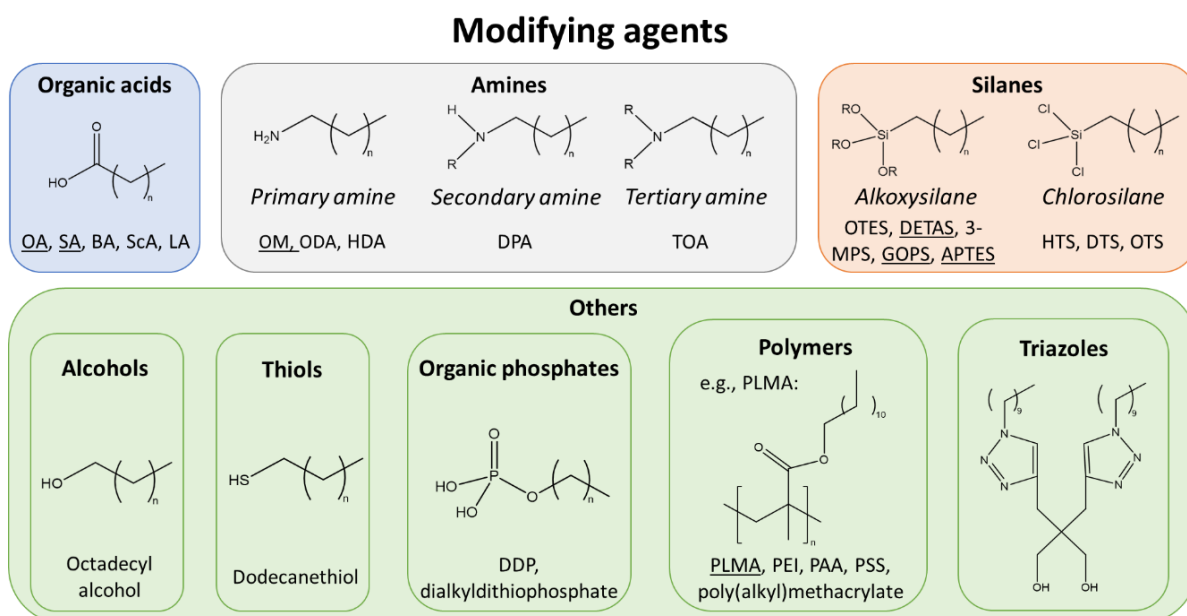 Modifying agents
Organic acids
O
HO
n
OA, SA, BA, ScA, LA
Amines
H₂N
n
Primary amine
OM, ODA, HDA
H
N
R
n
Secondary amine
DPA
R
N
R
n
Tertiary amine
TOA
Silanes
RO
Si
RO
OR
n
Alkoxysilane
OTES, DETAS, 3-
MPS, GOPS, APTES
Cl
Si
Cl
Cl
n
Chlorosilane
HTS, DTS, OTS
Others
Alcohols
HO
n
Octadecyl
alcohol
Thiols
HS
n
Dodecanethiol
Organic phosphates
O
HO
P
HO
O
n
DDP,
dialkyldithiophosphate
Polymers
e.g., PLMA:
10
O
O
n
PLMA, PEI, PAA, PSS,
poly(alkyl)methacrylate
Triazoles
9
9
N
N
N
N
N
N
OH
OH